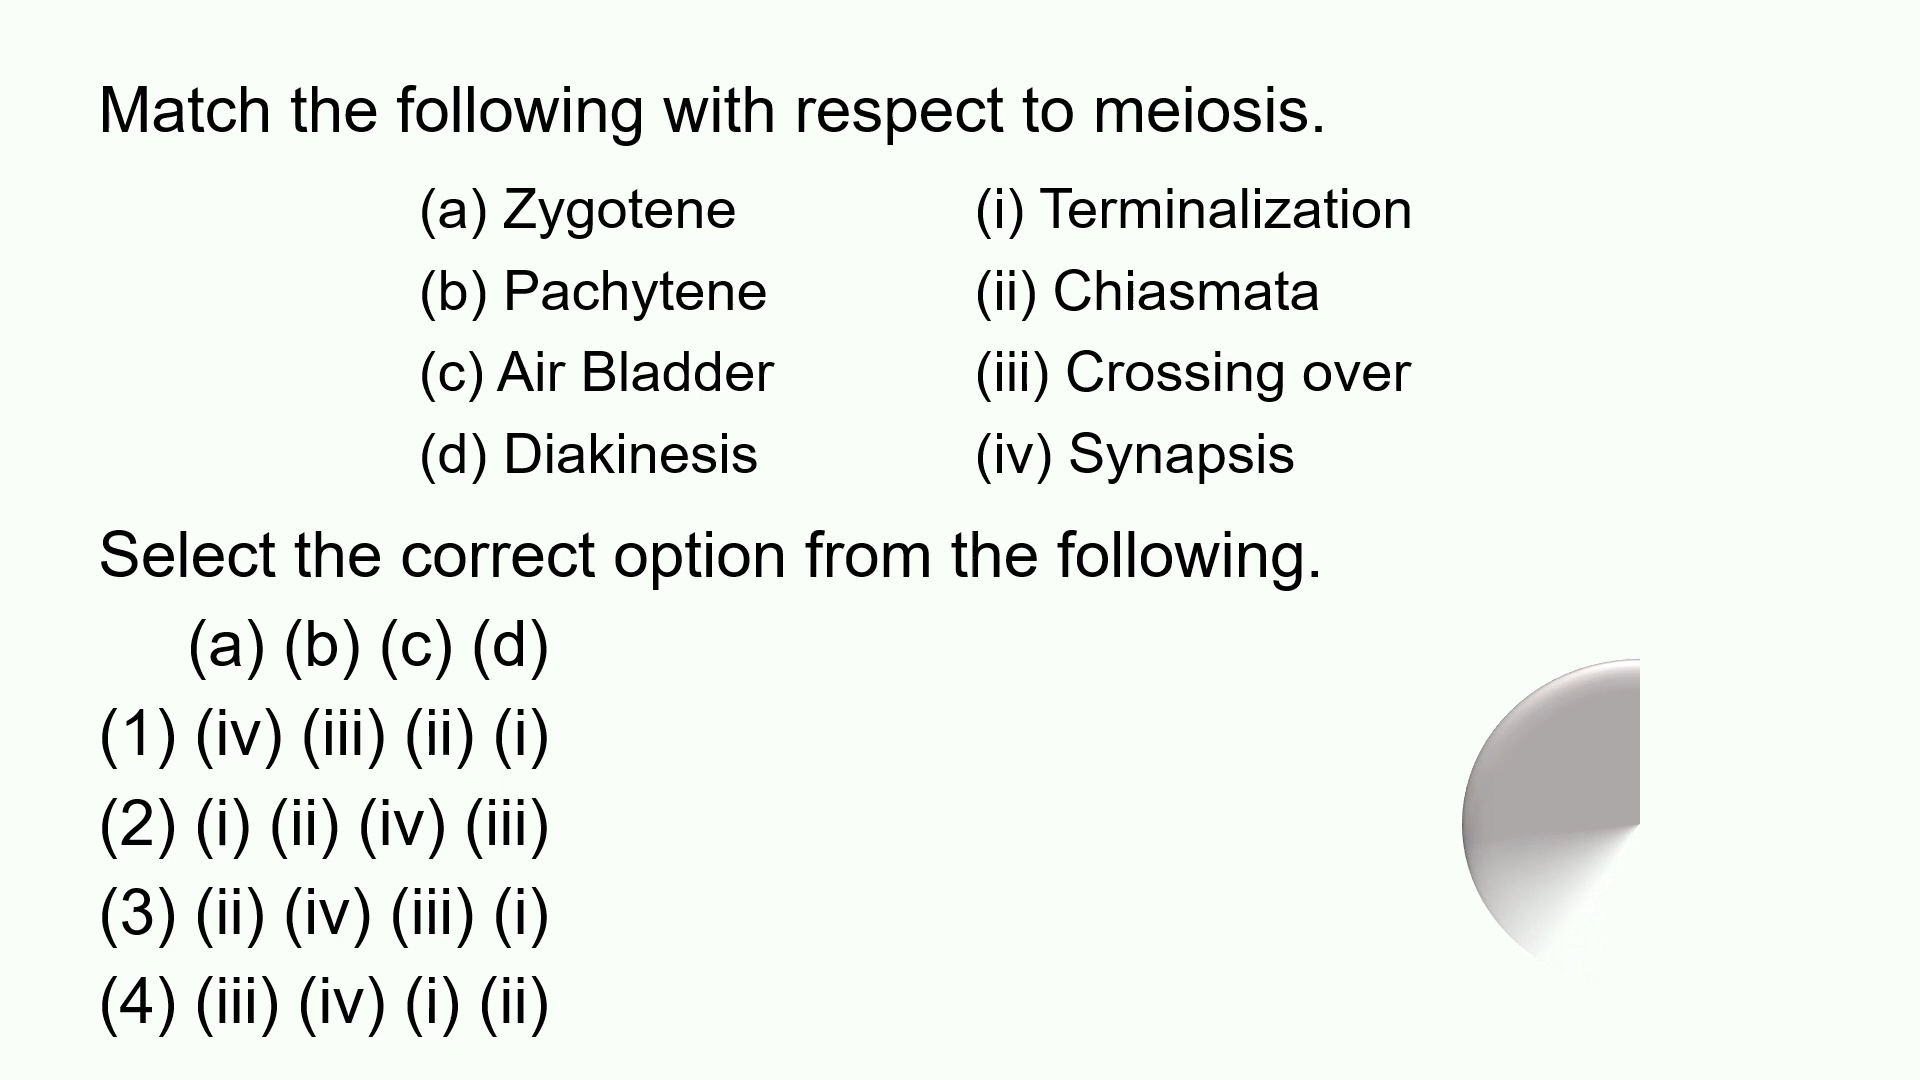 Match the following with respect to meiosis.
(a) Zygotene (i) Terminalization
(b) Pachytene (ii) Chiasmata
(c) Air Bladder (iii) Crossing over
(d) Diakinesis (iv) Synapsis
Select the correct option from the following.
(a) (b) (c) (d)
(1) (iv) (iii) (ii) (i)
(2) (i) (ii) (iv) (iii)
(3) (ii) (iv) (iii) (i)
(4) (iii) (iv) (i) (ii)